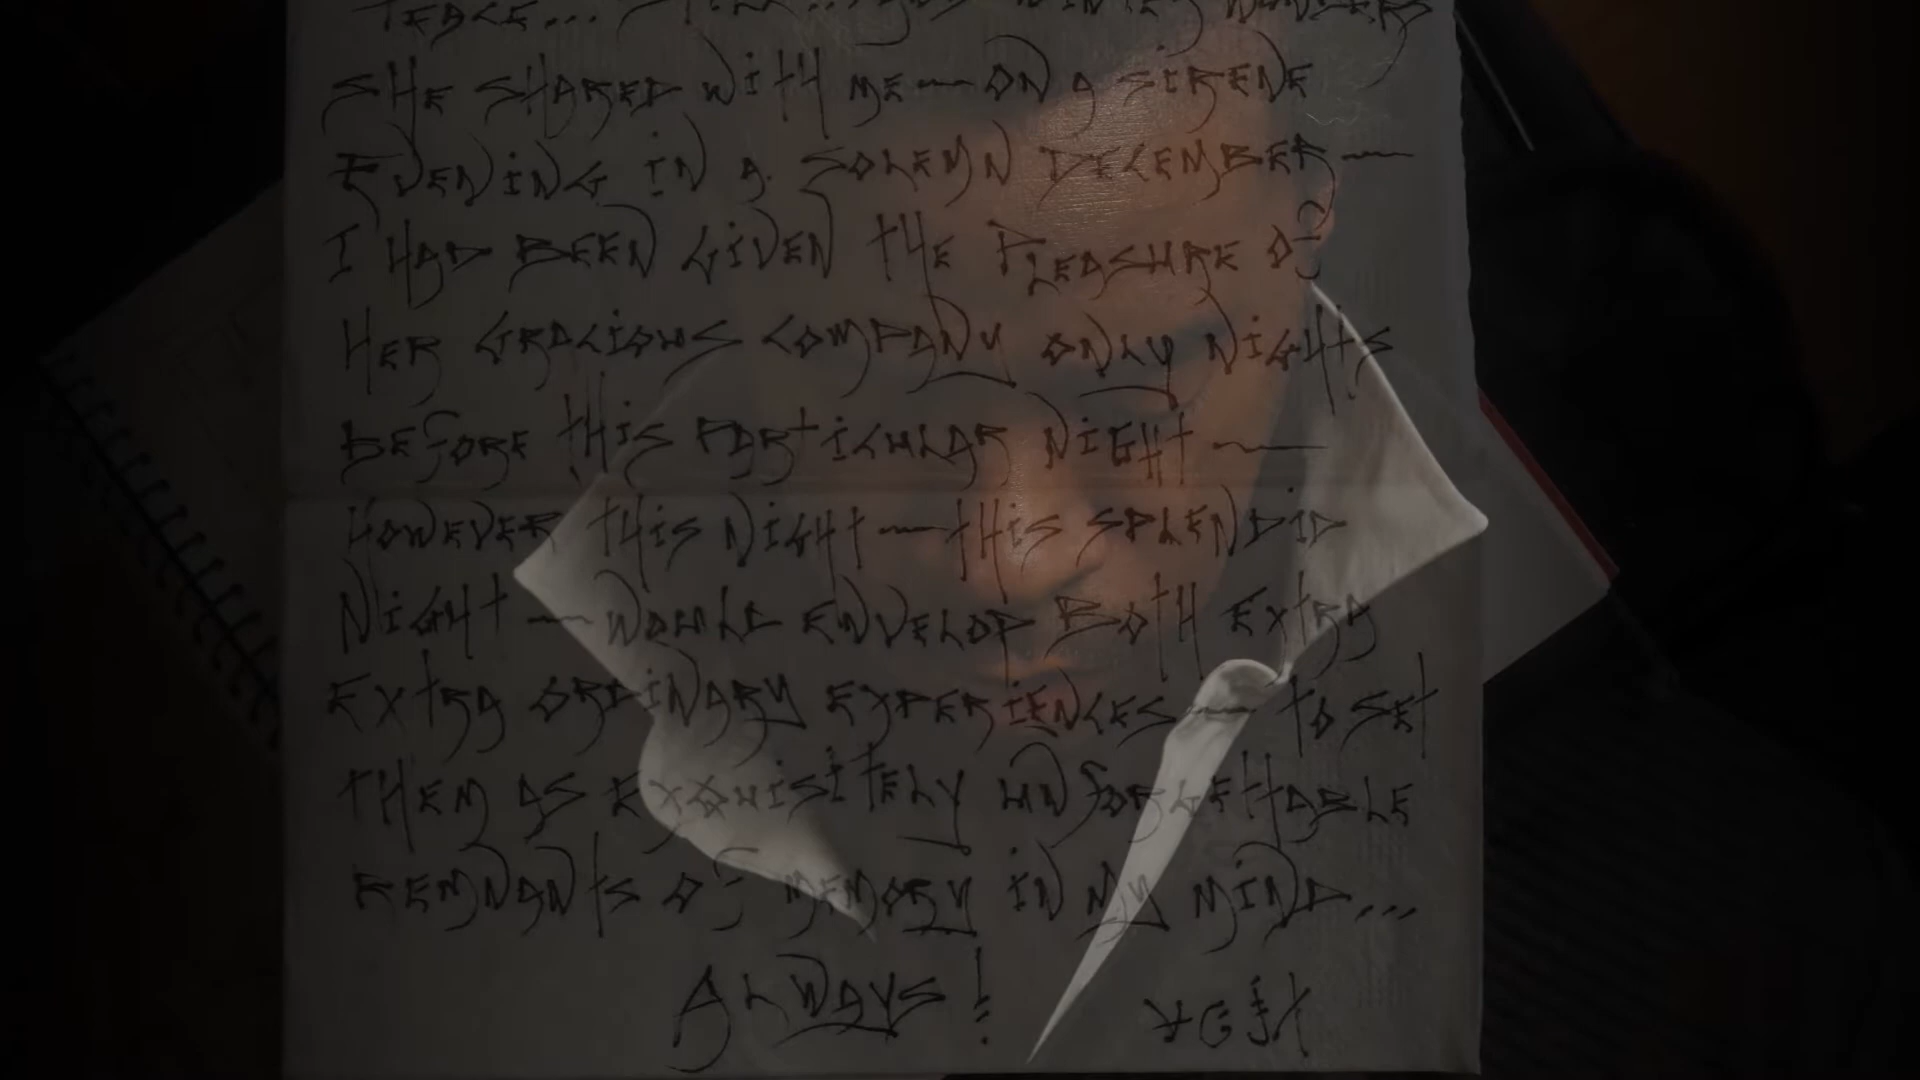 SHE SHARED WITH ME — ON A SIRENE
EVENING IN A SOLEMN DECEMBER —
I HAD BEEN GIVEN THE PLEASURE OF
HER GRACIOUS COMPANY ONLY NIGHTS
BEFORE THIS PARTICULAR NIGHT —
HOWEVER THIS NIGHT — THIS SPLENDID
NIGHT — WOULD ENVELOP BOTH EXTRA
EXTRA ORDINARY EXPERIENCES — TO SET
THEM AS EXQUISITELY UNFORGETTABLE
REMNANTS OF MEMORY IN MY MIND...
ALWAYS!